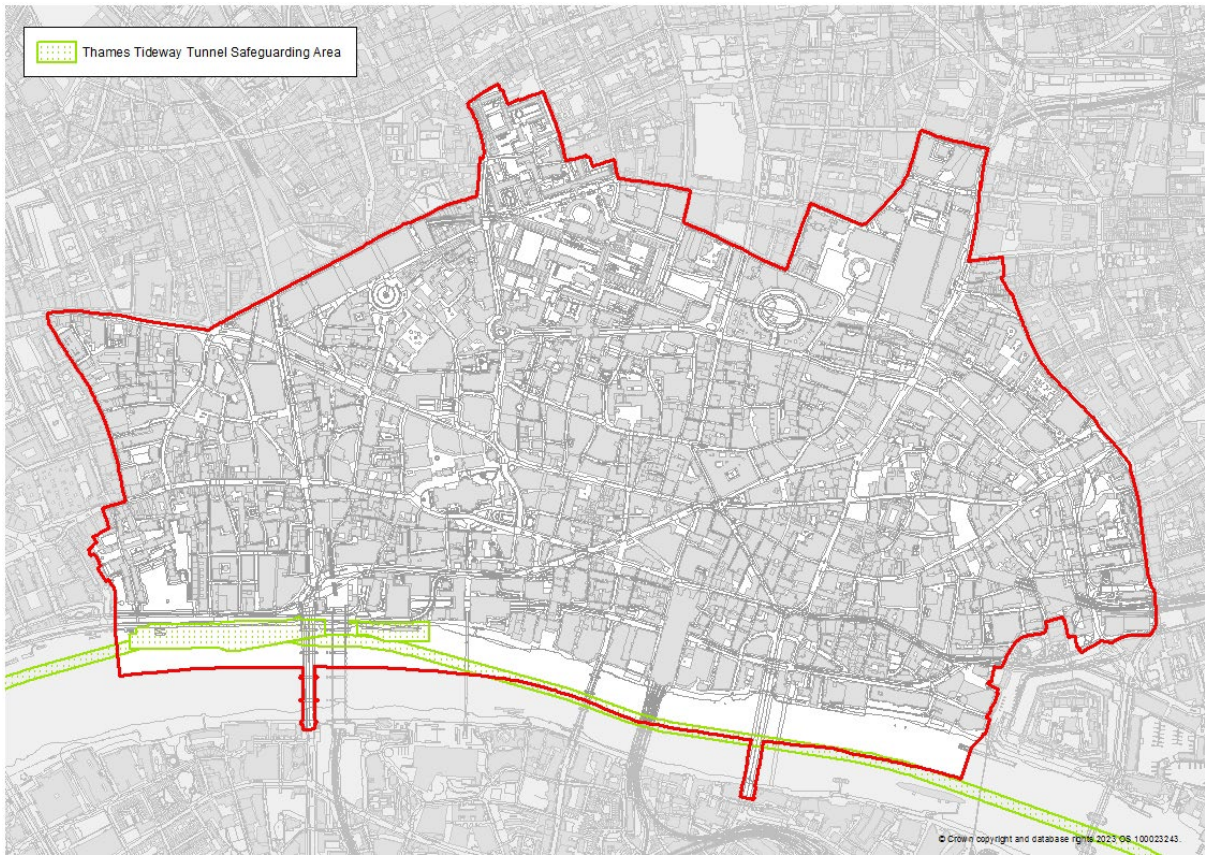 Thames Tideway Tunnel Safeguarding Area
© Crown copyright and database rights 2023 OS 100023243.